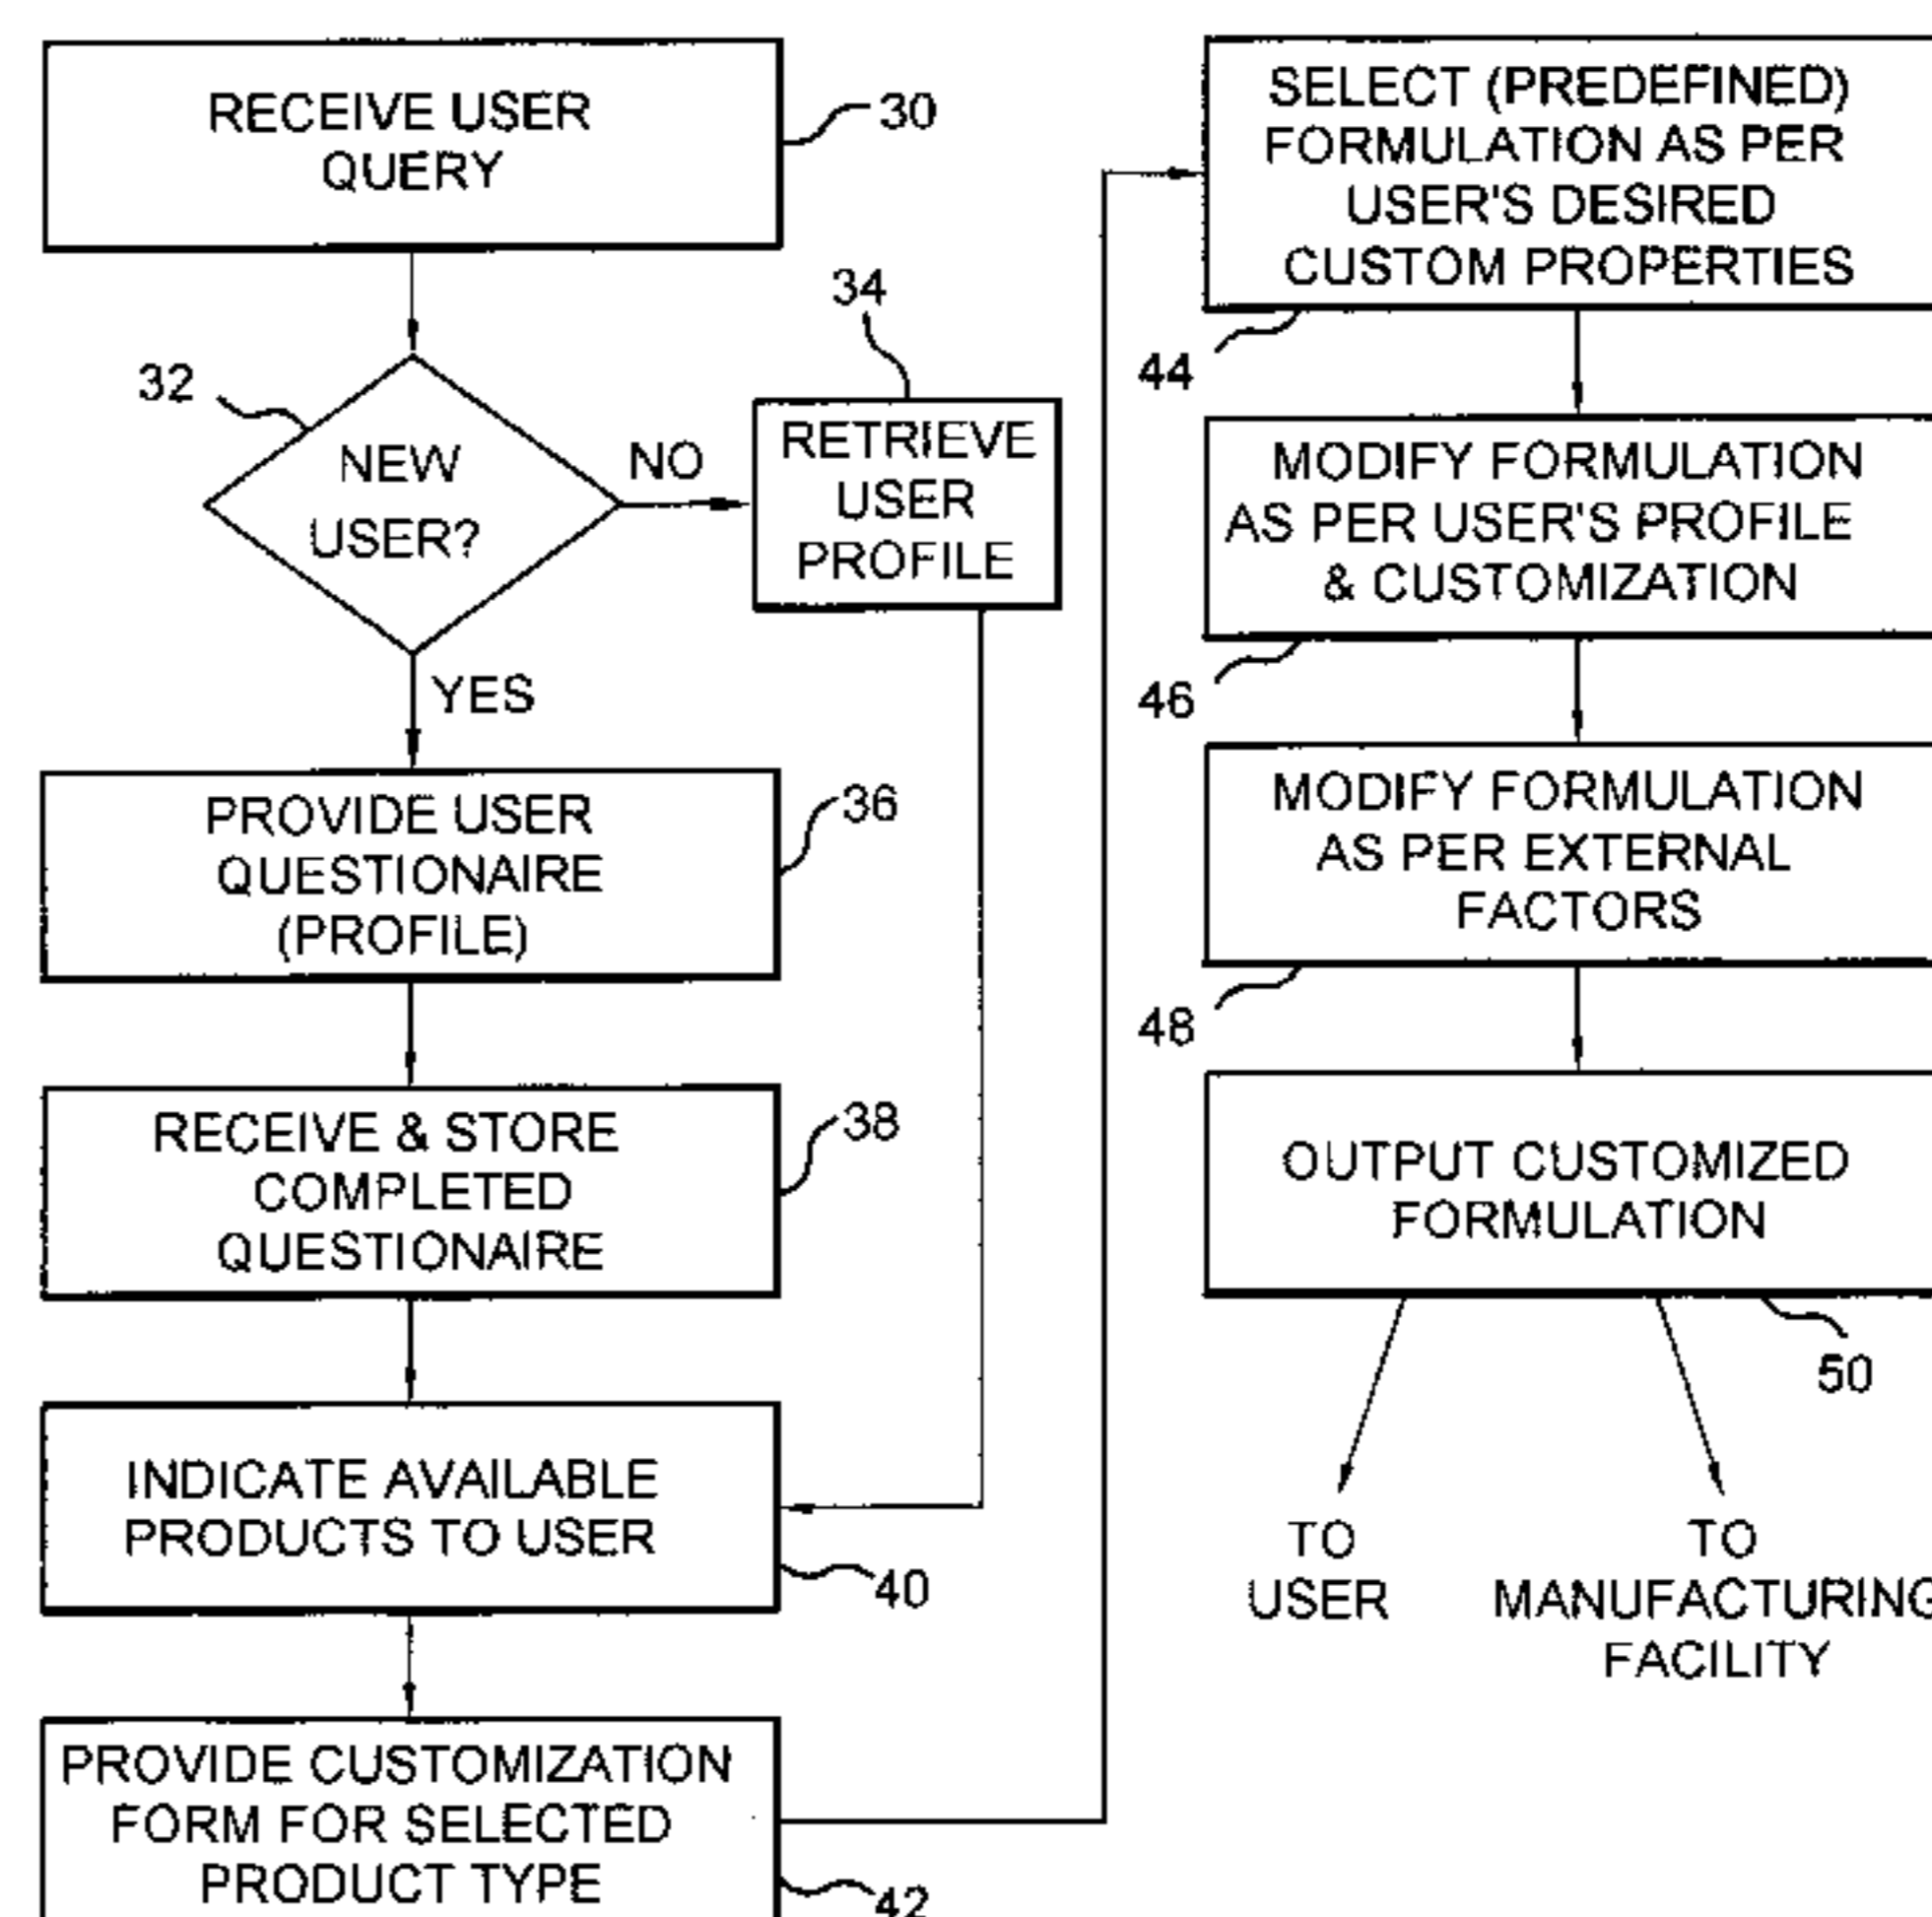 RECEIVE USER
QUERY
30
32
NEW
USER?
NO
34
RETRIEVE
USER
PROFILE
YES
PROVIDE USER
QUESTIONAIRE
(PROFILE)
36
RECEIVE & STORE
COMPLETED
QUESTIONAIRE
38
INDICATE AVAILABLE
PRODUCTS TO USER
40
PROVIDE CUSTOMIZATION
FORM FOR SELECTED
PRODUCT TYPE
42
SELECT (PREDEFINED)
FORMULATION AS PER
USER'S DESIRED
CUSTOM PROPERTIES
44
MODIFY FORMULATION
AS PER USER'S PROFILE
& CUSTOMIZATION
46
MODIFY FORMULATION
AS PER EXTERNAL
FACTORS
48
OUTPUT CUSTOMIZED
FORMULATION
50
TO
USER
TO
MANUFACTURING
FACILITY